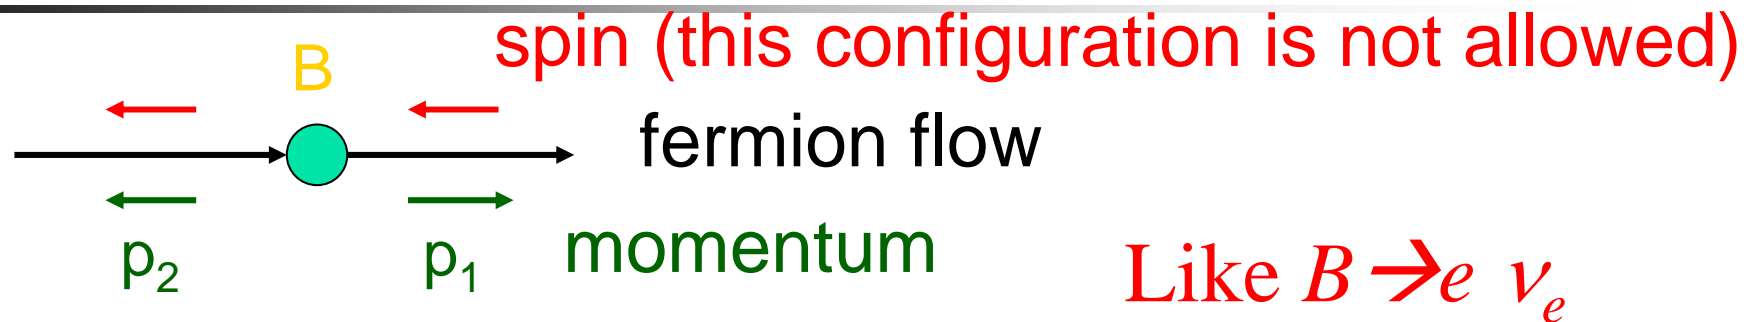 spin (this configuration is not allowed)
B
fermion flow
p₂ p₁ momentum
Like B→e νₑ